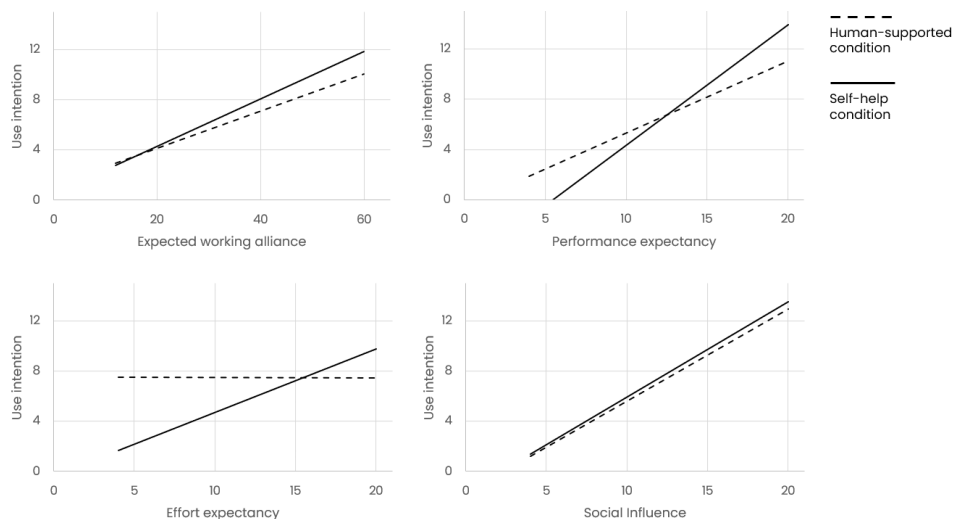 Use intention
12
8
4
0
0
20
40
60
Expected working alliance
Use intention
12
8
4
0
0
5
10
15
20
Performance expectancy
Human-supported
condition
Self-help
condition
Use intention
12
8
4
0
0
5
10
15
20
Effort expectancy
Use intention
12
8
4
0
0
5
10
15
20
Social Influence